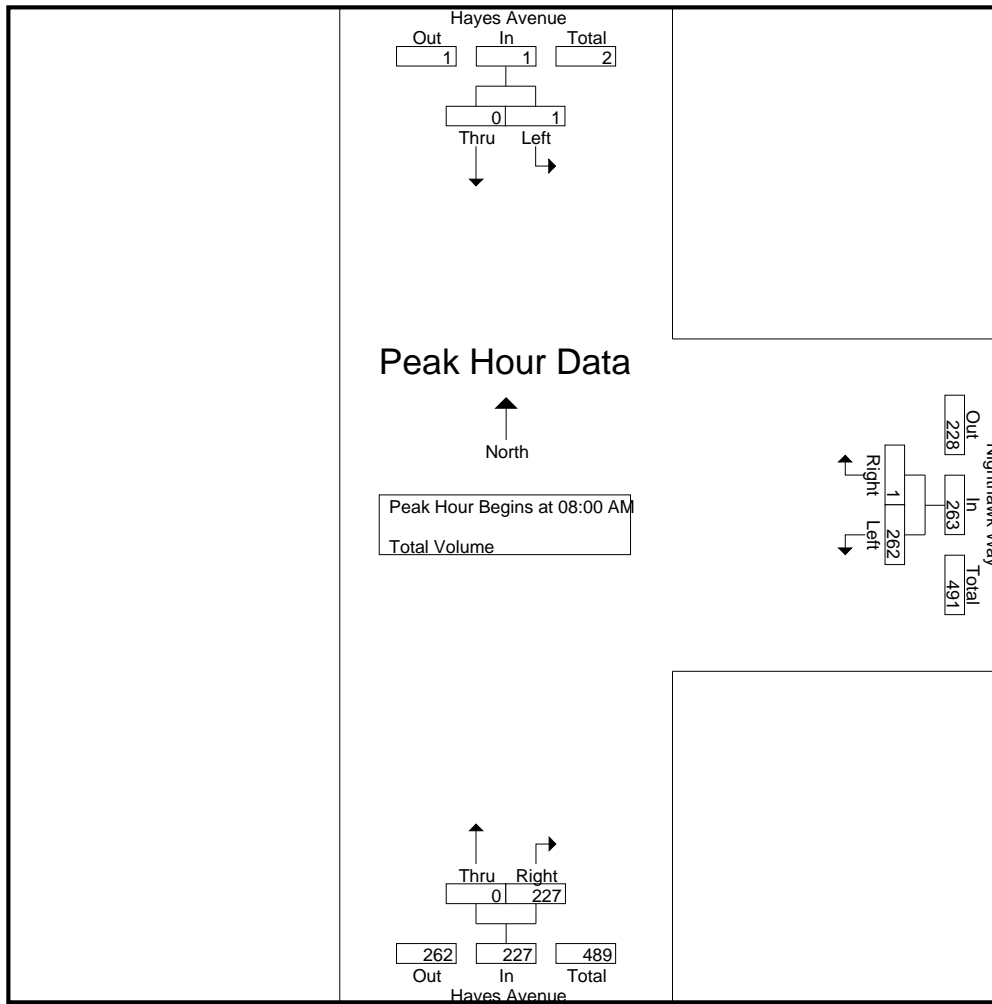 Hayes Avenue
Out In Total
1 1 2
0 1
Thru Left
Peak Hour Data
North
Peak Hour Begins at 08:00 AM
Total Volume
Nighthawk Way
Out In Total
228 263 491
1 262
Right Left
Thru Right
0 227
262 227 489
Out In Total
Hayes Avenue